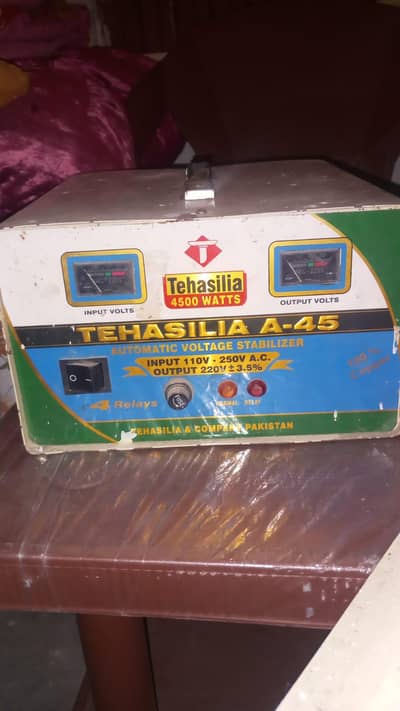 Tehasilia
4500 WATTS
INPUT VOLTS
OUTPUT VOLTS
TEHASILIA A-45
AUTOMATIC VOLTAGE STABILIZER
INPUT 110V - 250V A.C.
OUTPUT 220V ± 3.5%
4 Relays
DELAY
TEHASILIA A COMPANY PAKISTAN